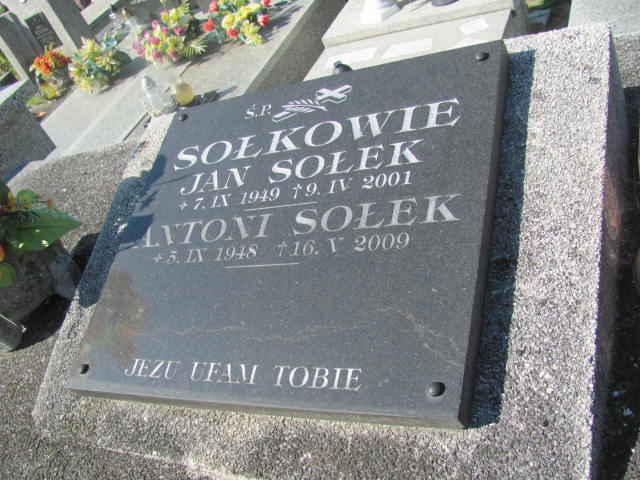 Ś.P.
SOŁKOWIE
JAN SOŁEK
* 7. IX 1949 † 9. IV 2001
ANTONI SOŁEK
* 5. IX 1948 † 16. V 2009
JEZU UFAM TOBIE